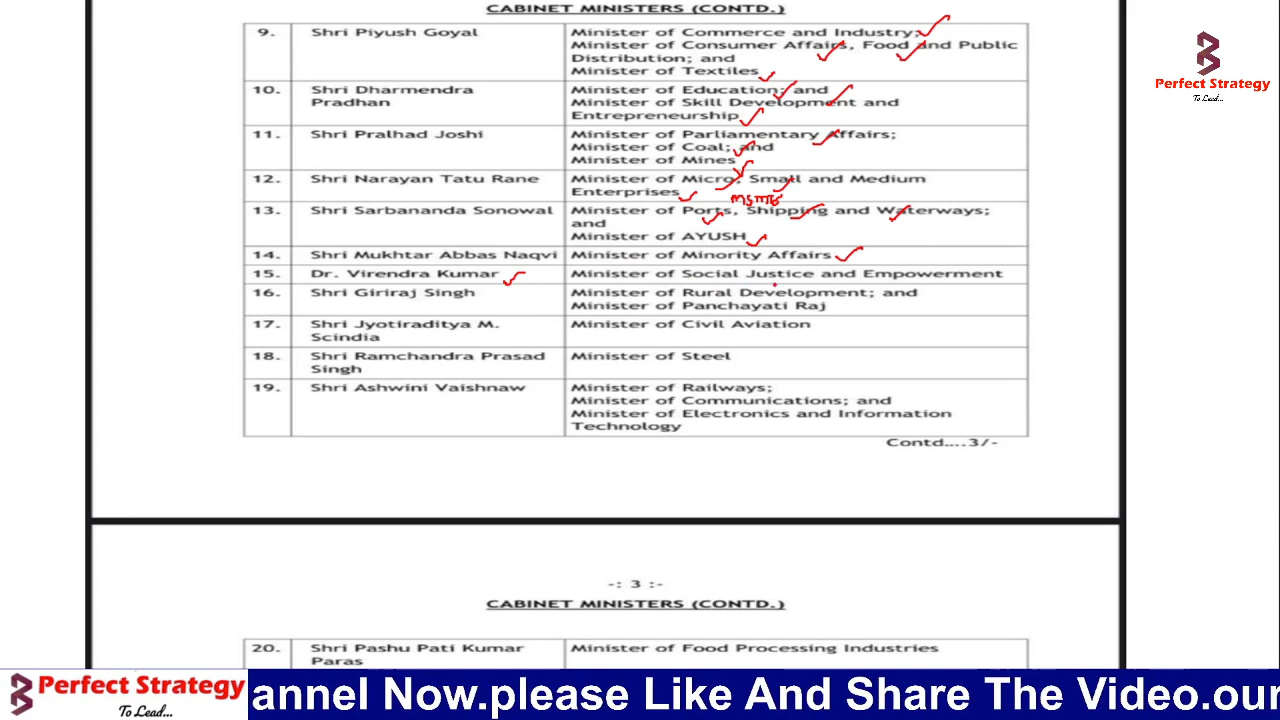 CABINET MINISTERS (CONTD.)
9. Shri Piyush Goyal Minister of Commerce and Industry;
Minister of Consumer Affairs, Food and Public
Distribution; and
Minister of Textiles
10. Shri Dharmendra Minister of Education; and
Pradhan Minister of Skill Development and
Entrepreneurship
11. Shri Pralhad Joshi Minister of Parliamentary Affairs;
Minister of Coal; and
Minister of Mines
12. Shri Narayan Tatu Rane Minister of Micro, Small and Medium
Enterprises
MSME
13. Shri Sarbananda Sonowal Minister of Ports, Shipping and Waterways;
and
Minister of AYUSH
14. Shri Mukhtar Abbas Naqvi Minister of Minority Affairs
15. Dr. Virendra Kumar Minister of Social Justice and Empowerment
16. Shri Giriraj Singh Minister of Rural Development; and
Minister of Panchayati Raj
17. Shri Jyotiraditya M. Minister of Civil Aviation
Scindia
18. Shri Ramchandra Prasad Minister of Steel
Singh
19. Shri Ashwini Vaishnaw Minister of Railways;
Minister of Communications; and
Minister of Electronics and Information
Technology
Contd....3/-
-: 3 :-
CABINET MINISTERS (CONTD.)
20. Shri Pashu Pati Kumar Minister of Food Processing Industries
Paras
Perfect Strategy
To Lead...
Perfect Strategy
To Lead...
annel Now.please Like And Share The Video.our